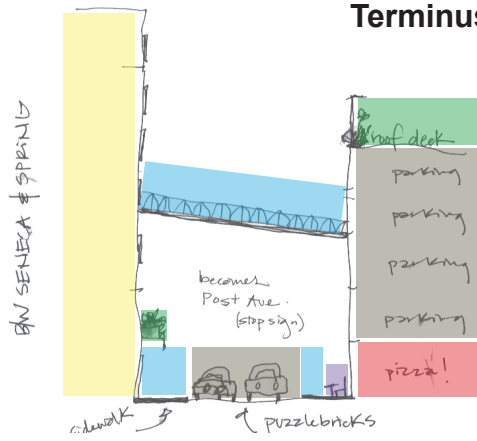 Terminus
B/W SENECA & SPRING
roof deck
parking
parking
parking
parking
becomes
Post Ave.
(stop sign)
pizza!
sidewalk
puzzlebricks